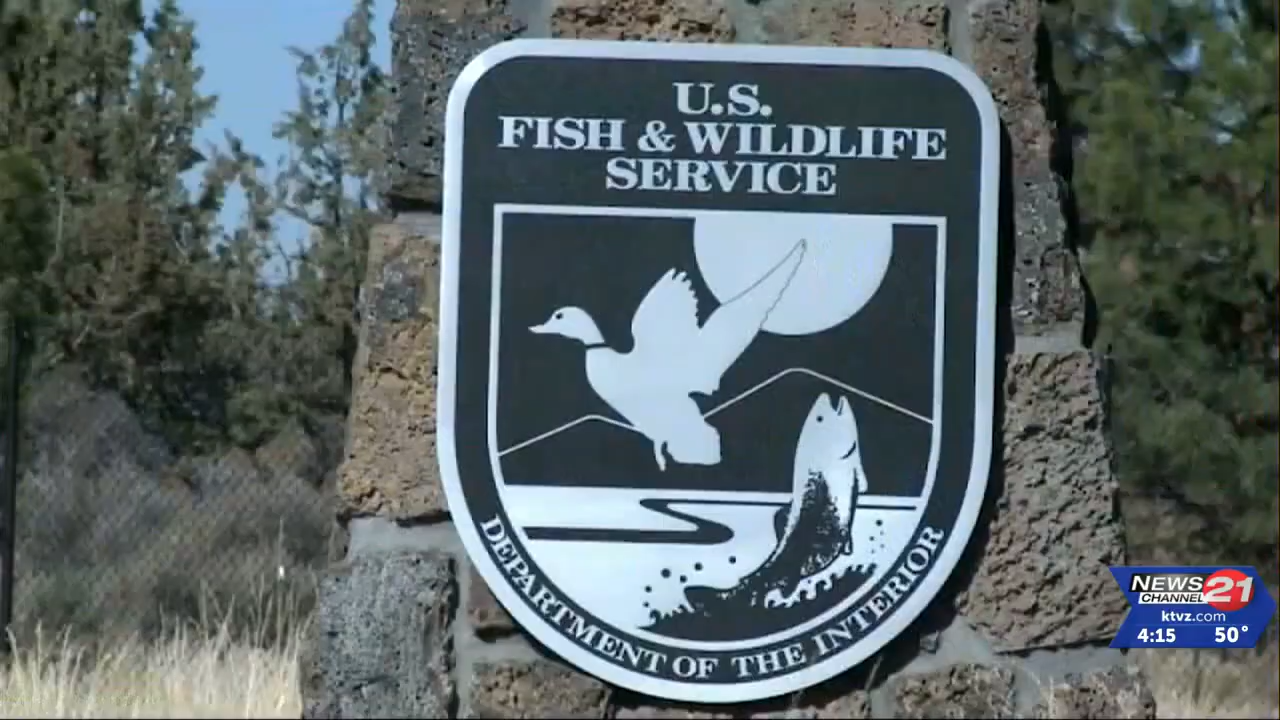 U.S.
FISH & WILDLIFE
SERVICE
DEPARTMENT OF THE INTERIOR
NEWS 21
CHANNEL
ktvz.com
4:15 50°